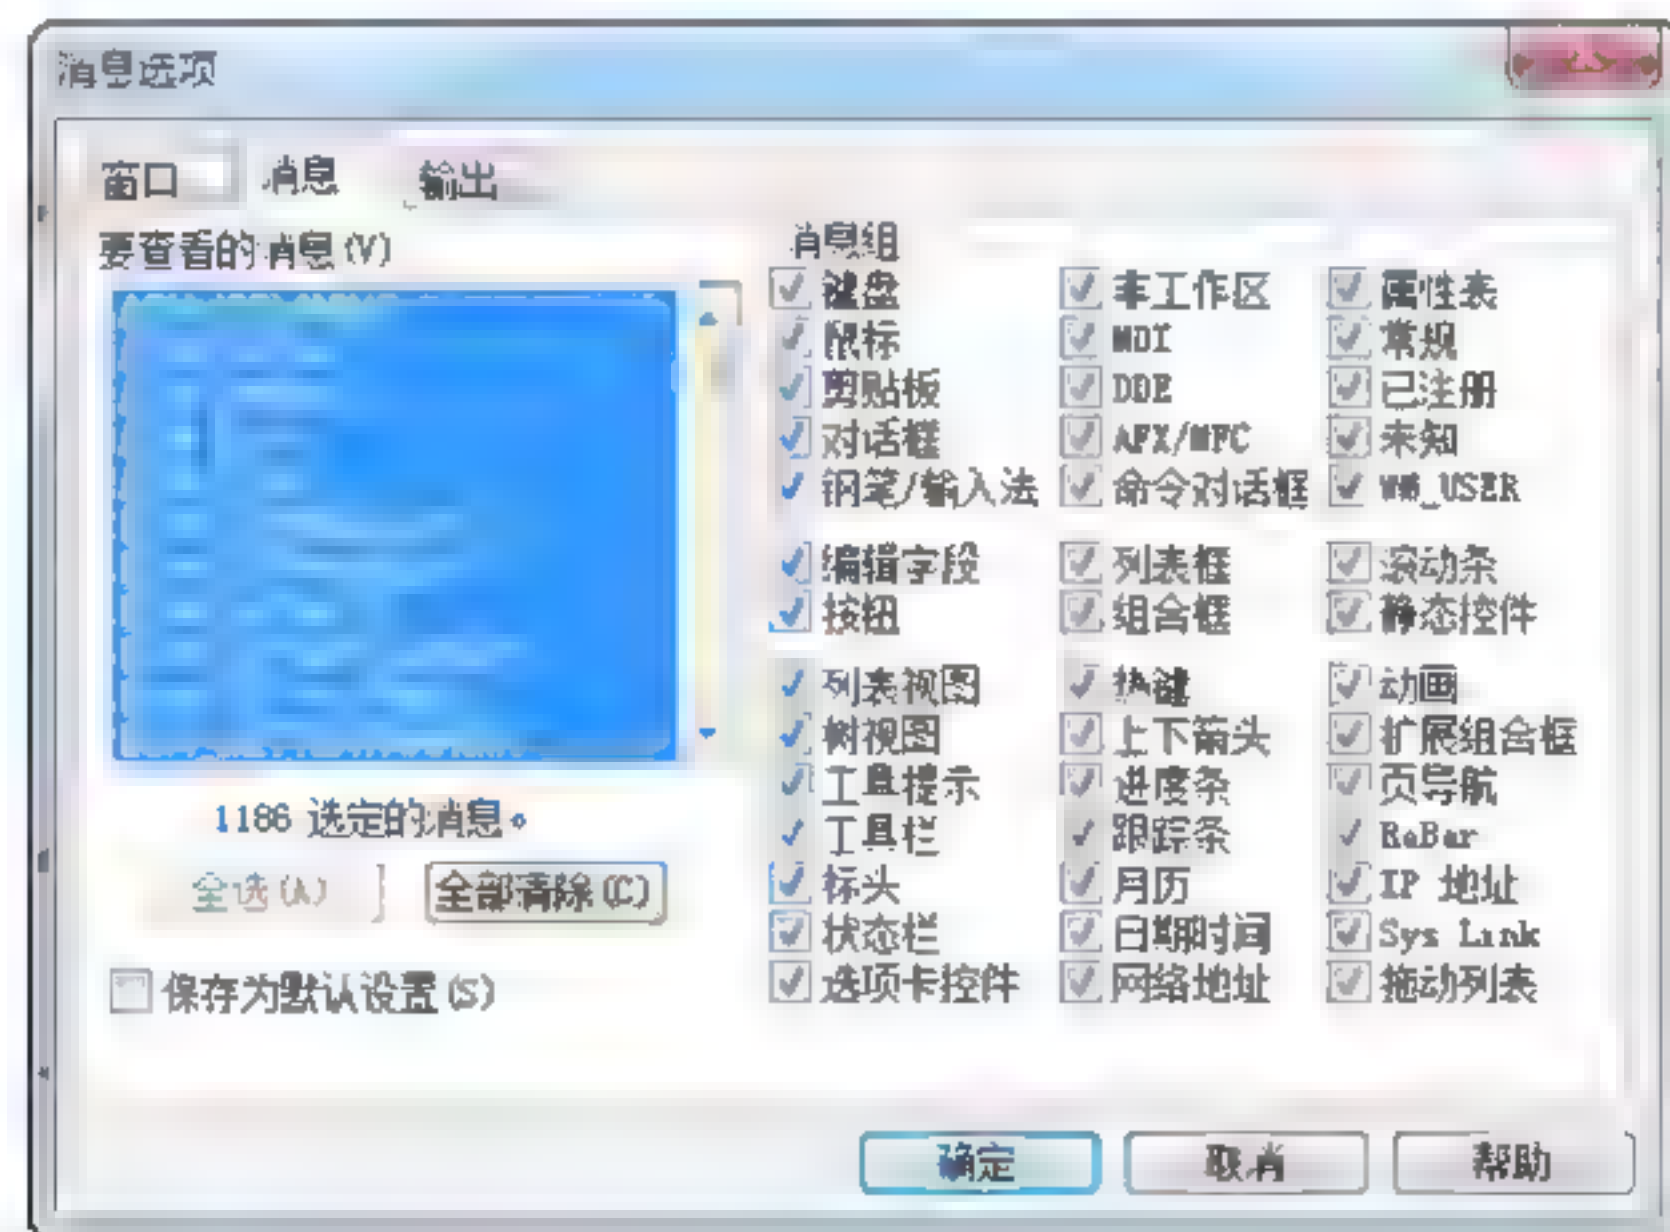 消息选项
窗口 消息 输出
要查看的消息(V)
1186 选定的消息。
全选(A) 全部清除(C)
保存为默认设置(S)
消息组
键盘 非工作区 属性表
鼠标 MDI 常规
剪贴板 DDE 已注册
对话框 AFX/MFC 未知
钢笔/输入法 命令对话框 WM_USER
编辑字段 列表框 滚动条
按钮 组合框 静态控件
列表视图 热键 动画
树视图 上下箭头 扩展组合框
工具提示 进度条 页导航
工具栏 跟踪条 ReBar
标头 月历 IP 地址
状态栏 日期时间 Sys Link
选项卡控件 网络地址 拖动列表
确定 取消 帮助